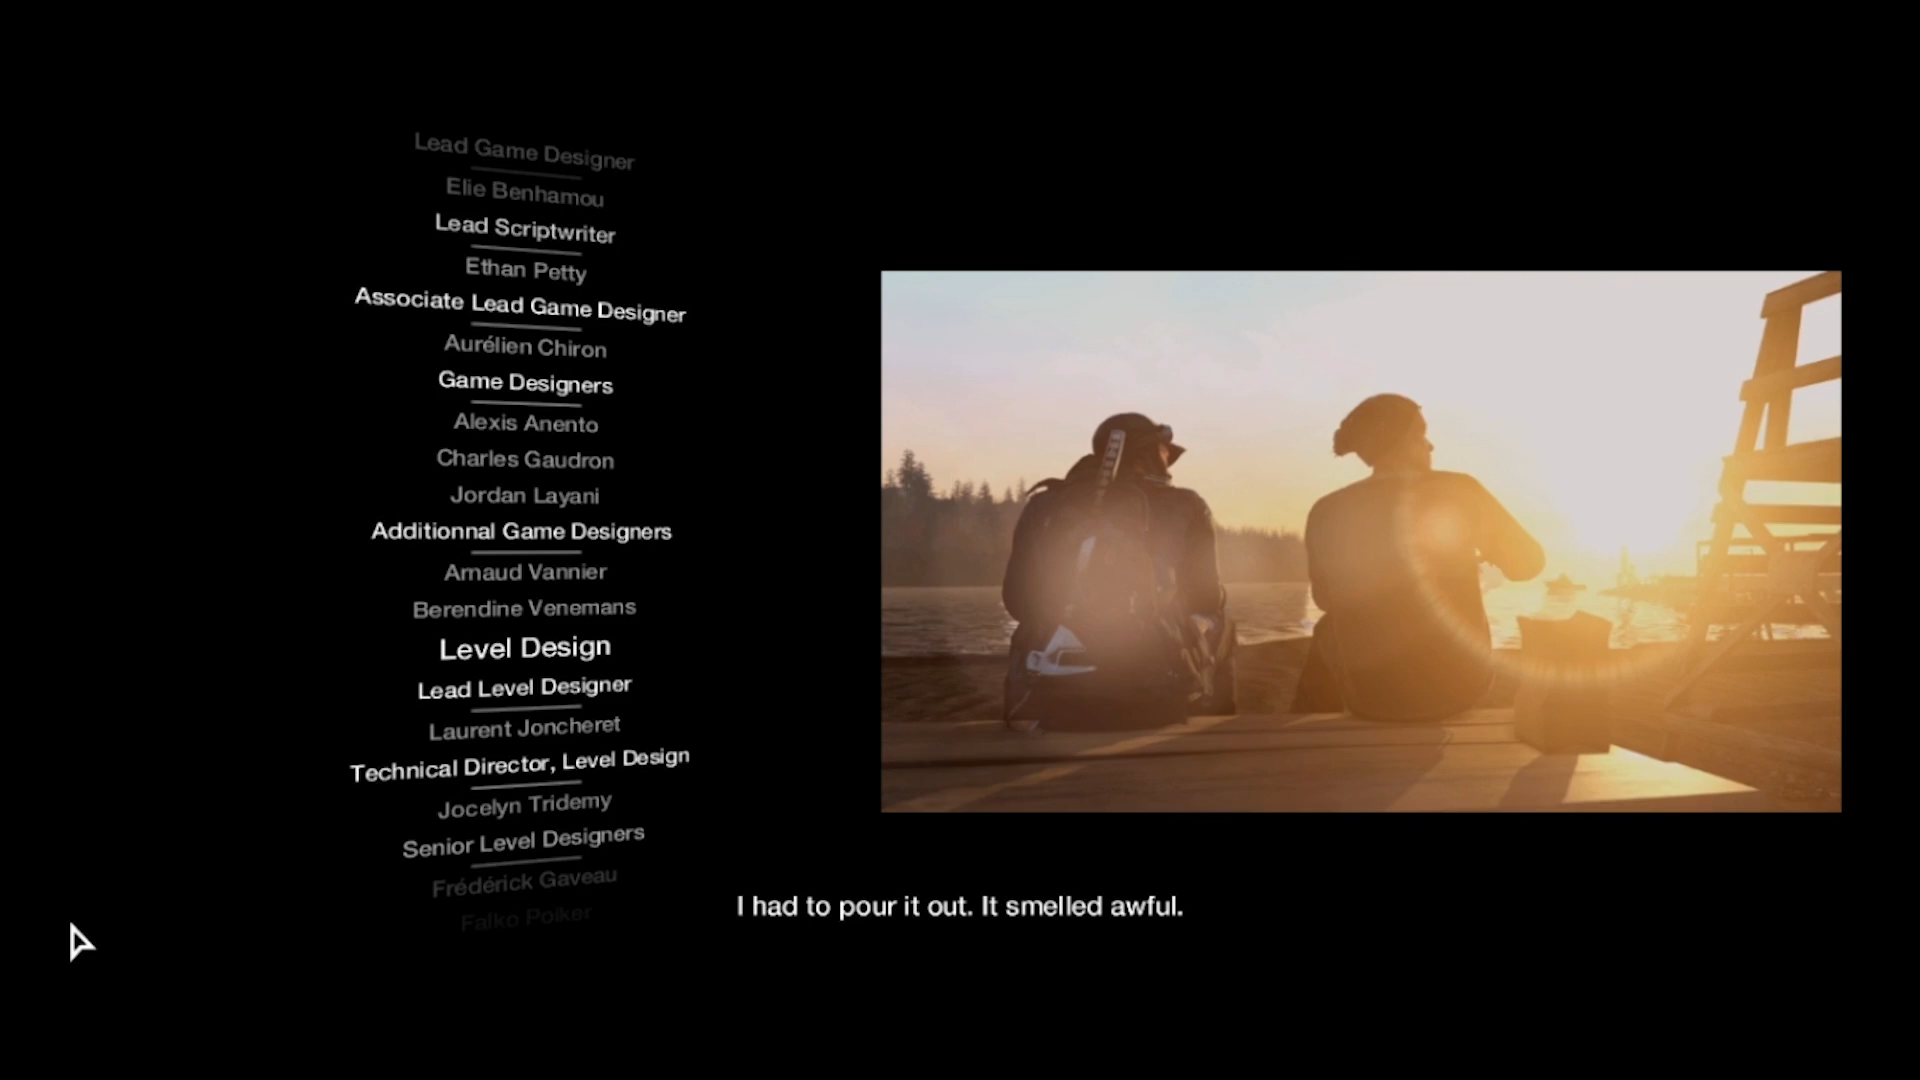 Lead Game Designer
Elie Benhamou
Lead Scriptwriter
Ethan Petty
Associate Lead Game Designer
Aurélien Chiron
Game Designers
Alexis Anento
Charles Gaudron
Jordan Layani
Additionnal Game Designers
Arnaud Vannier
Berendine Venemans
Level Design
Lead Level Designer
Laurent Joncheret
Technical Director, Level Design
Jocelyn Tridemy
Senior Level Designers
Frédérick Gaveau
Falko Poiker
I had to pour it out. It smelled awful.